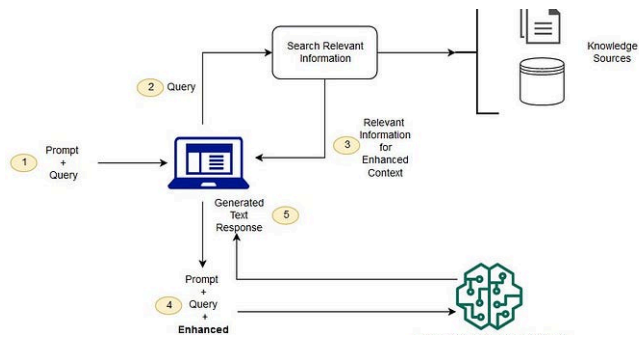 Search Relevant
Information
Knowledge
Sources
2 Query
Relevant
Information
for
Enhanced
Context
3
1
Prompt
+
Query
Generated
Text
Response
5
Prompt
+
Query
+
Enhanced
4